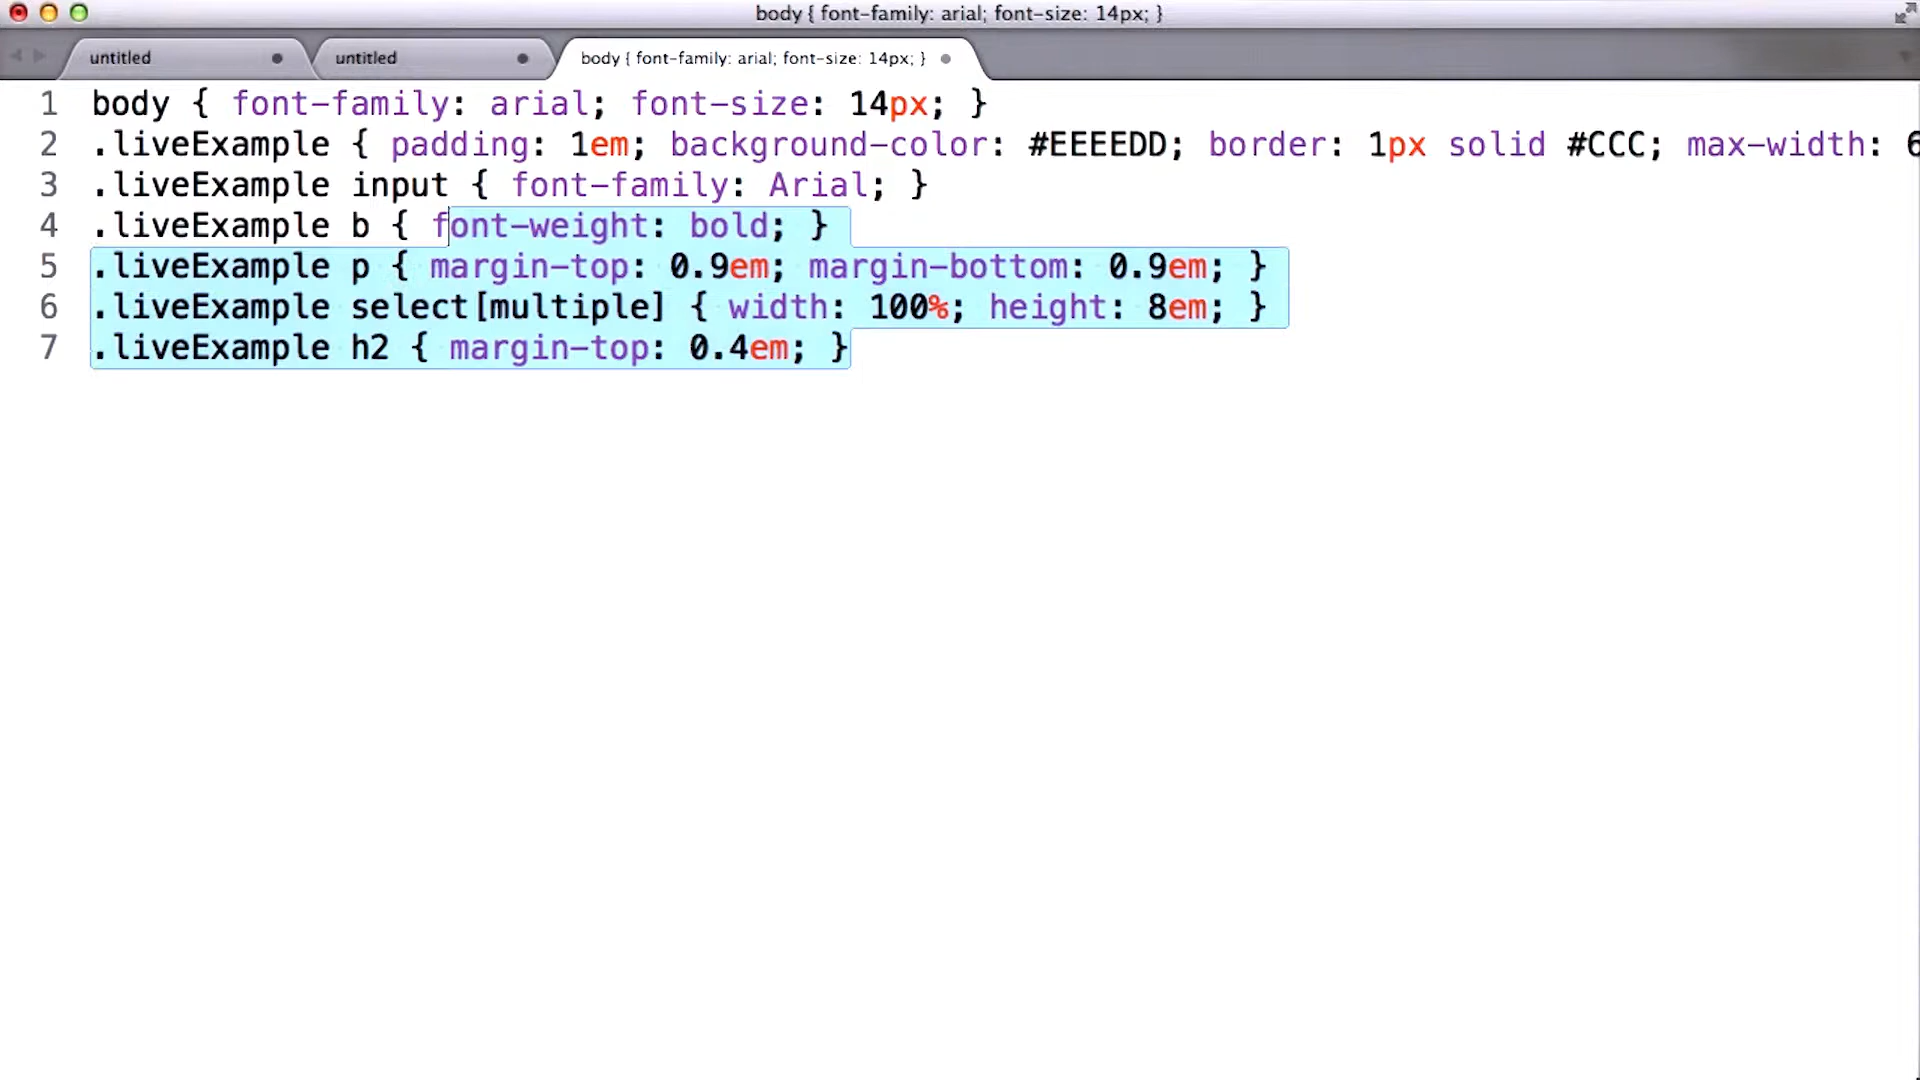 body { font-family: arial; font-size: 14px; }
untitled
untitled
body { font-family: arial; font-size: 14px; }
1 body { font-family: arial; font-size: 14px; }
2 .liveExample { padding: 1em; background-color: #EEEEDD; border: 1px solid #CCC; max-width: 6
3 .liveExample input { font-family: Arial; }
4 .liveExample b { font-weight: bold; }
5 .liveExample p { margin-top: 0.9em; margin-bottom: 0.9em; }
6 .liveExample select[multiple] { width: 100%; height: 8em; }
7 .liveExample h2 { margin-top: 0.4em; }